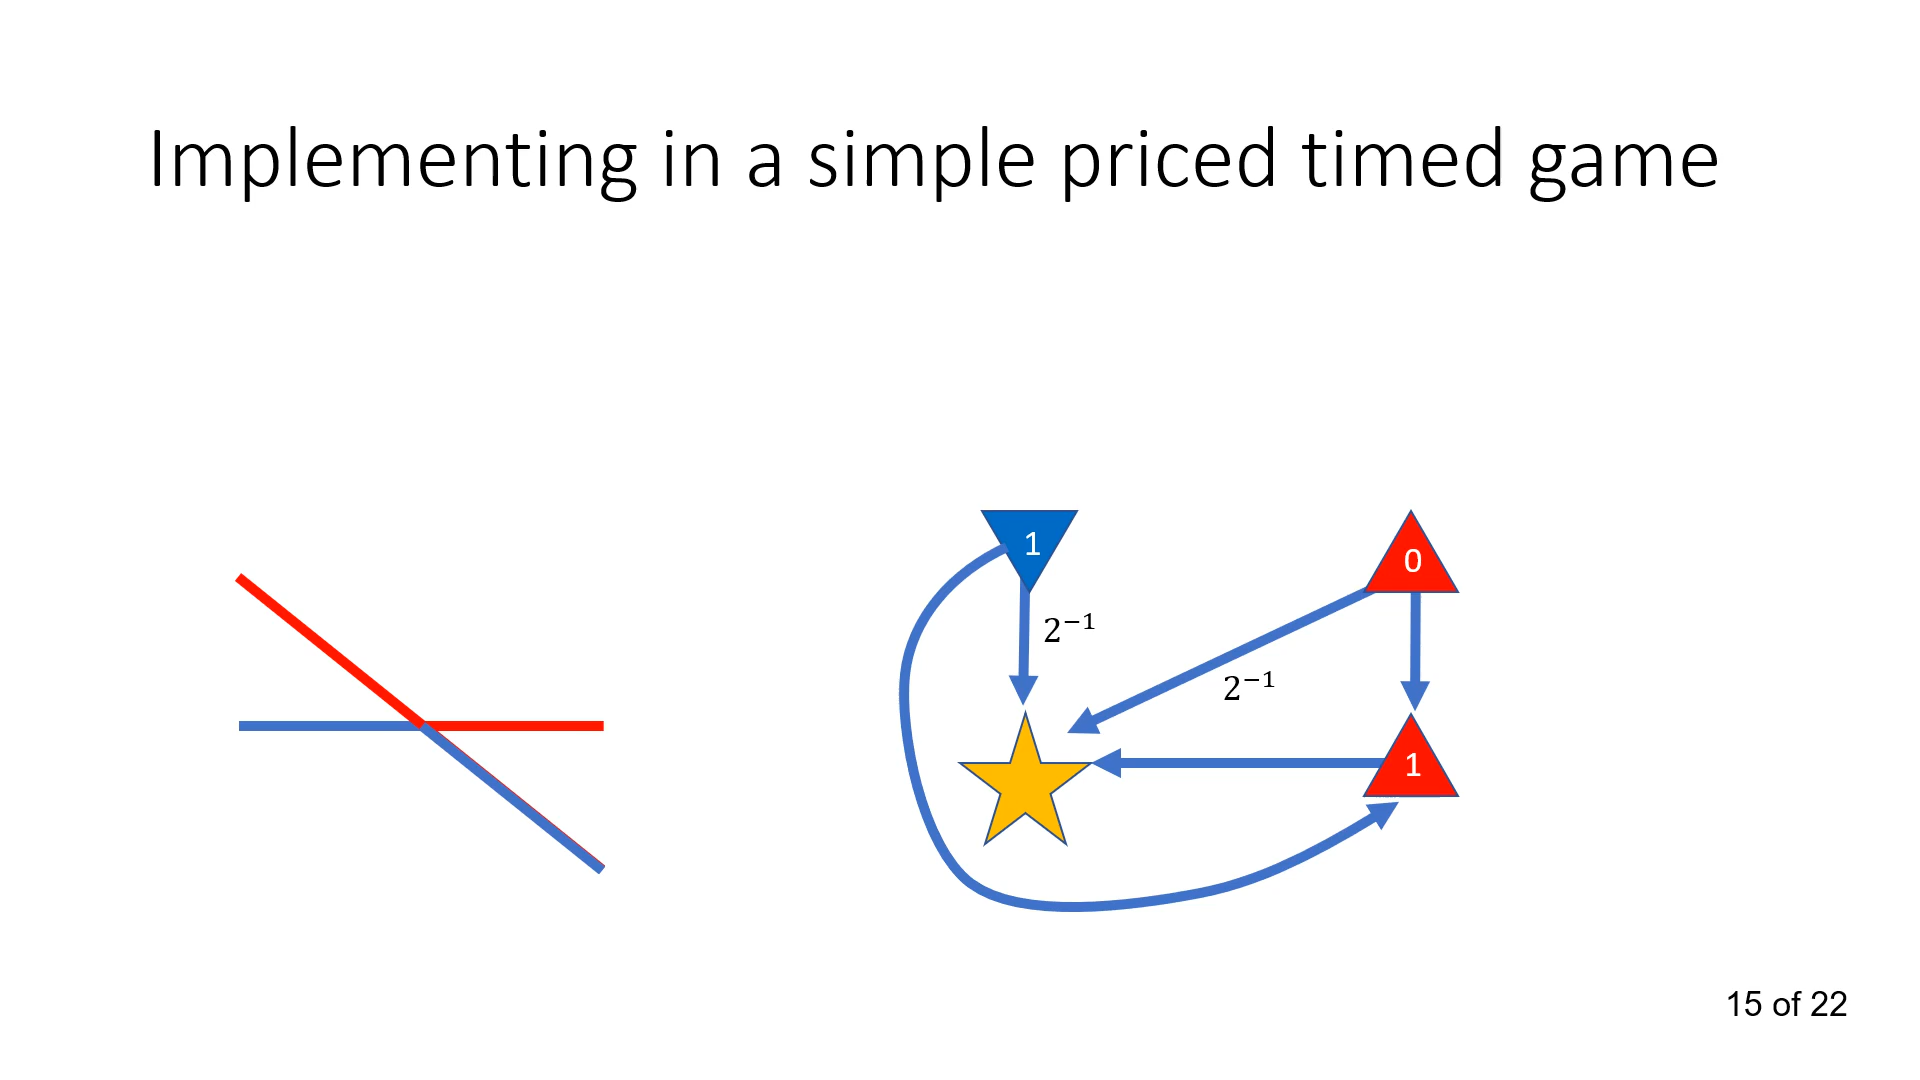 Implementing in a simple priced timed game
1
0
2⁻¹
2⁻¹
1
15 of 22